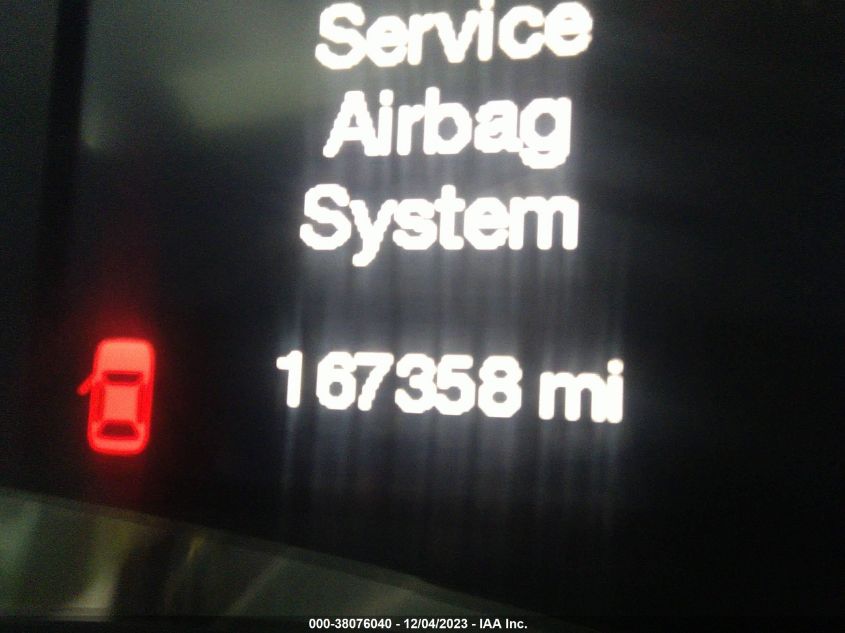 Service
Airbag
System
167358 mi
000-38076040 - 12/04/2023 - IAA Inc.